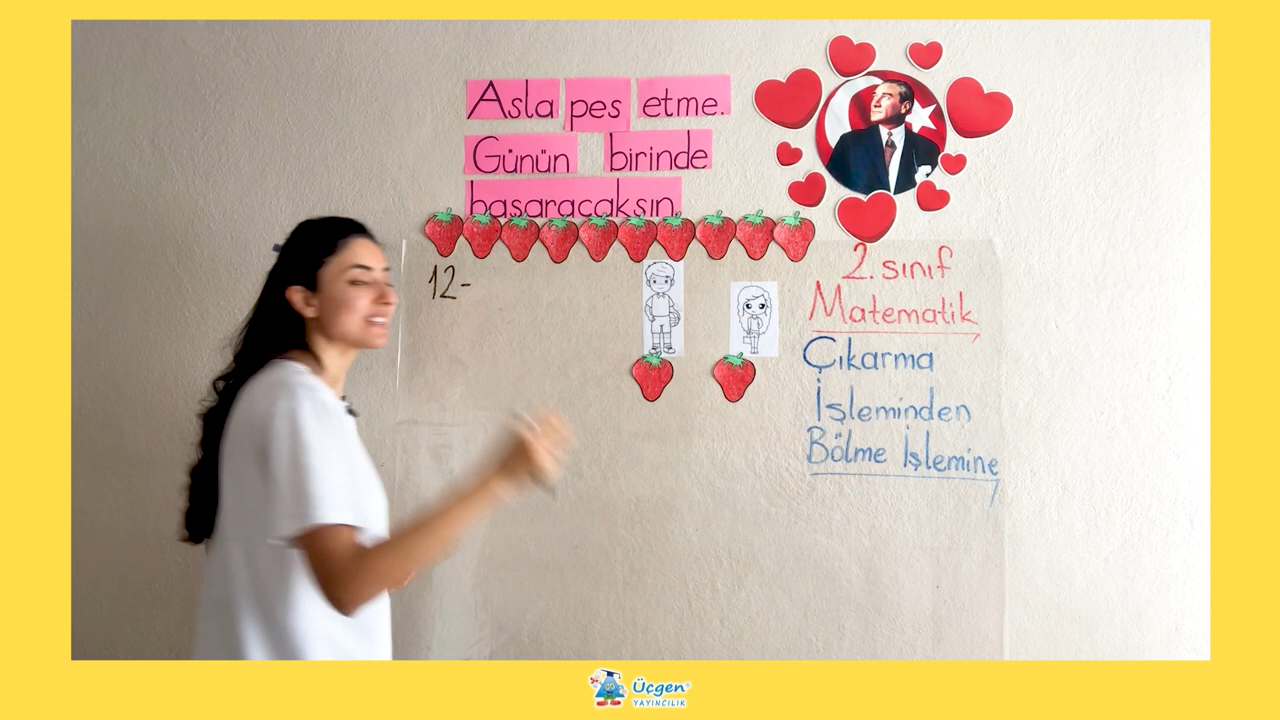 Asla pes etme.
Günün birinde
başaracaksın.
12-
2. sınıf
Matematik
Çıkarma
İşleminden
Bölme İşlemine
Üçgen
YAYINCILIK